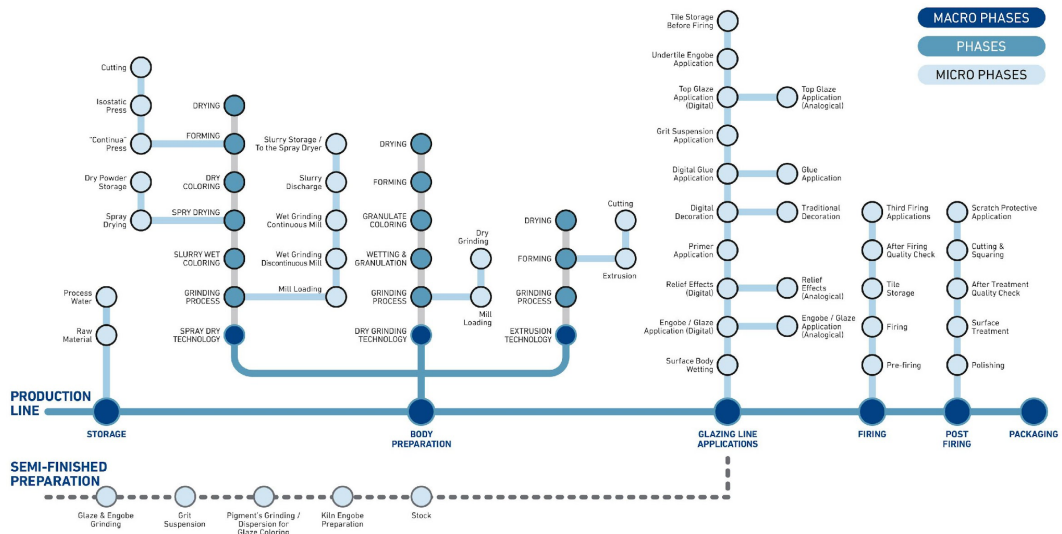 MACRO PHASES
PHASES
MICRO PHASES
Cutting
Isostatic
Press
"Continua"
Press
Dry Powder
Storage
Spray
Drying
Process
Water
Raw
Material
DRYING
FORMING
DRY
COLORING
SPRY DRYING
SLURRY WET
COLORING
GRINDING
PROCESS
SPRAY DRY
TECHNOLOGY
Slurry Storage /
To the Spray Dryer
Slurry
Discharge
Wet Grinding
Continuous Mill
Wet Grinding
Discontinuous Mill
Mill Loading
DRYING
FORMING
GRANULATE
COLORING
WETTING &
GRANULATION
GRINDING
PROCESS
DRY GRINDING
TECHNOLOGY
Dry
Grinding
Mill
Loading
DRYING
FORMING
GRINDING
PROCESS
EXTRUSION
TECHNOLOGY
Cutting
Extrusion
Tile Storage
Before Firing
Undertile Engobe
Application
Top Glaze
Application
(Digital)
Top Glaze
Application
(Analogical)
Grit Suspension
Application
Digital Glue
Application
Glue
Application
Digital
Decoration
Traditional
Decoration
Primer
Application
Relief Effects
(Digital)
Relief
Effects
(Analogical)
Engobe / Glaze
Application (Digital)
Engobe / Glaze
Application
(Analogical)
Surface Body
Wetting
Third Firing
Applications
After Firing
Quality Check
Tile
Storage
Firing
Pre-firing
Scratch Protective
Application
Cutting &
Squaring
After Treatment
Quality Check
Surface
Treatment
Polishing
PRODUCTION
LINE
STORAGE
BODY
PREPARATION
GLAZING LINE
APPLICATIONS
FIRING
POST
FIRING
PACKAGING
SEMI-FINISHED
PREPARATION
Glaze & Engobe
Grinding
Grit
Suspension
Pigment's Grinding /
Dispersion for
Glaze Coloring
Kiln Engobe
Preparation
Stock